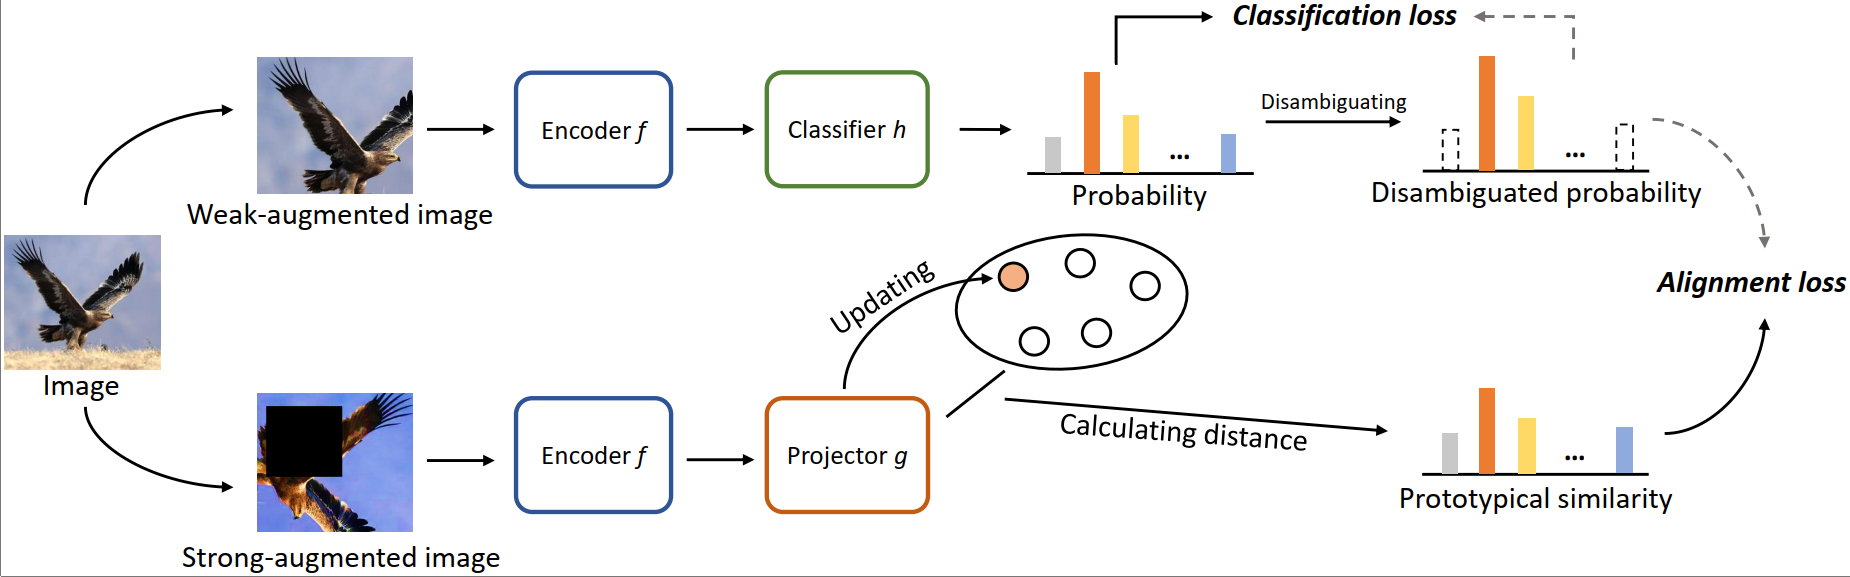 Classification loss
Disambiguating
Encoder f
Classifier h
...
...
Probability
Disambiguated probability
Weak-augmented image
Updating
Alignment loss
Image
Calculating distance
Encoder f
Projector g
...
Prototypical similarity
Strong-augmented image